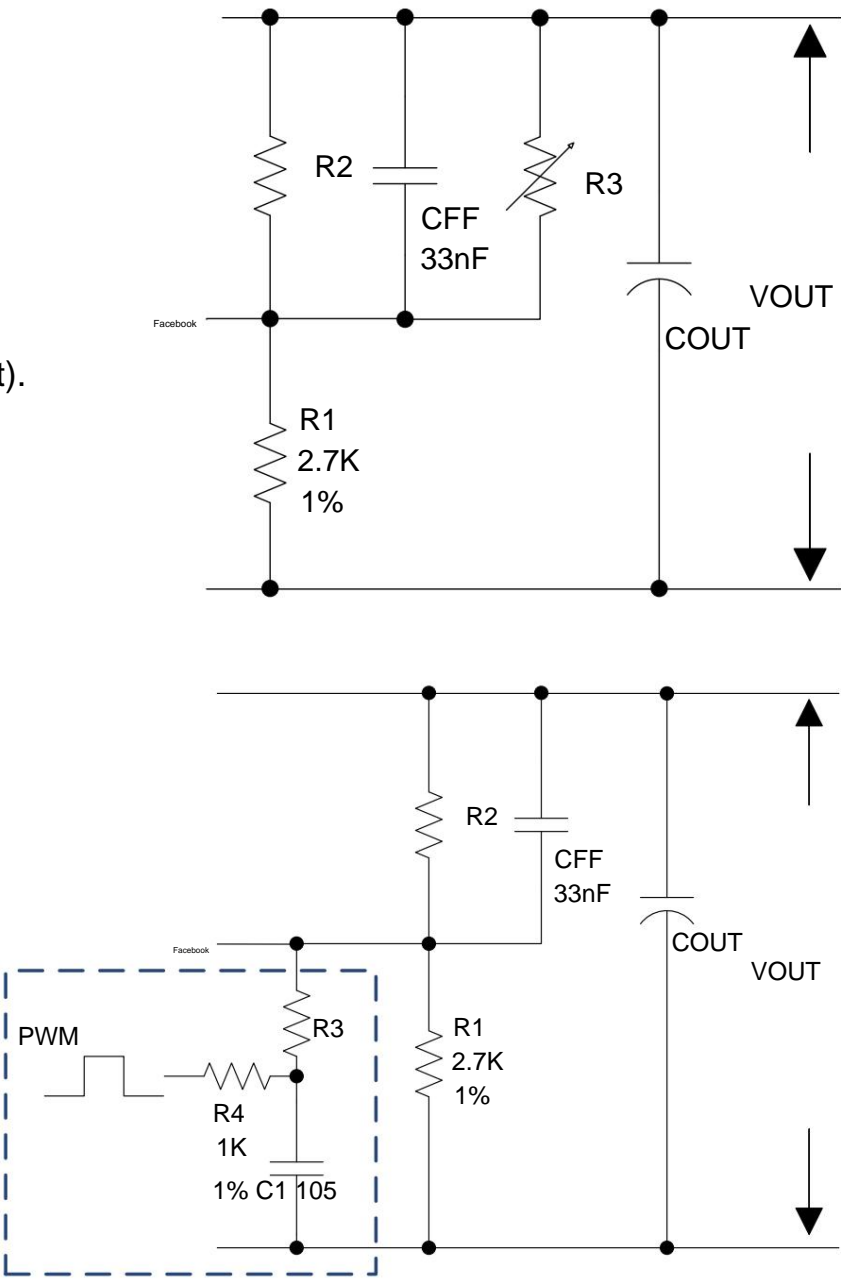 R2
R3
CFF
33nF
VOUT
Facebook
COUT
t).
R1
2.7K
1%
R2
CFF
33nF
COUT
Facebook
VOUT
PWM
R3
R1
2.7K
1%
R4
1K
1% C1 105